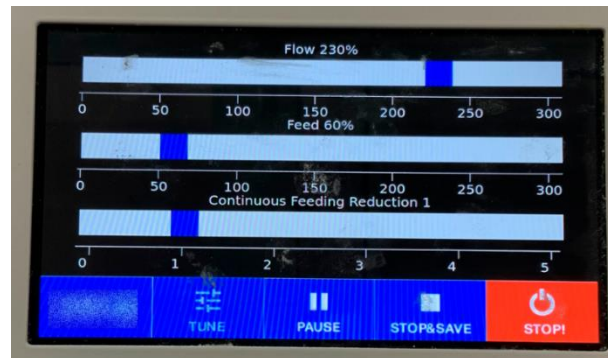 Flow 230%
0 50 100 150 200 250 300
Feed 60%
0 50 100 150 200 250 300
Continuous Feeding Reduction 1
0 1 2 3 4 5
TUNE PAUSE STOP&SAVE STOP!